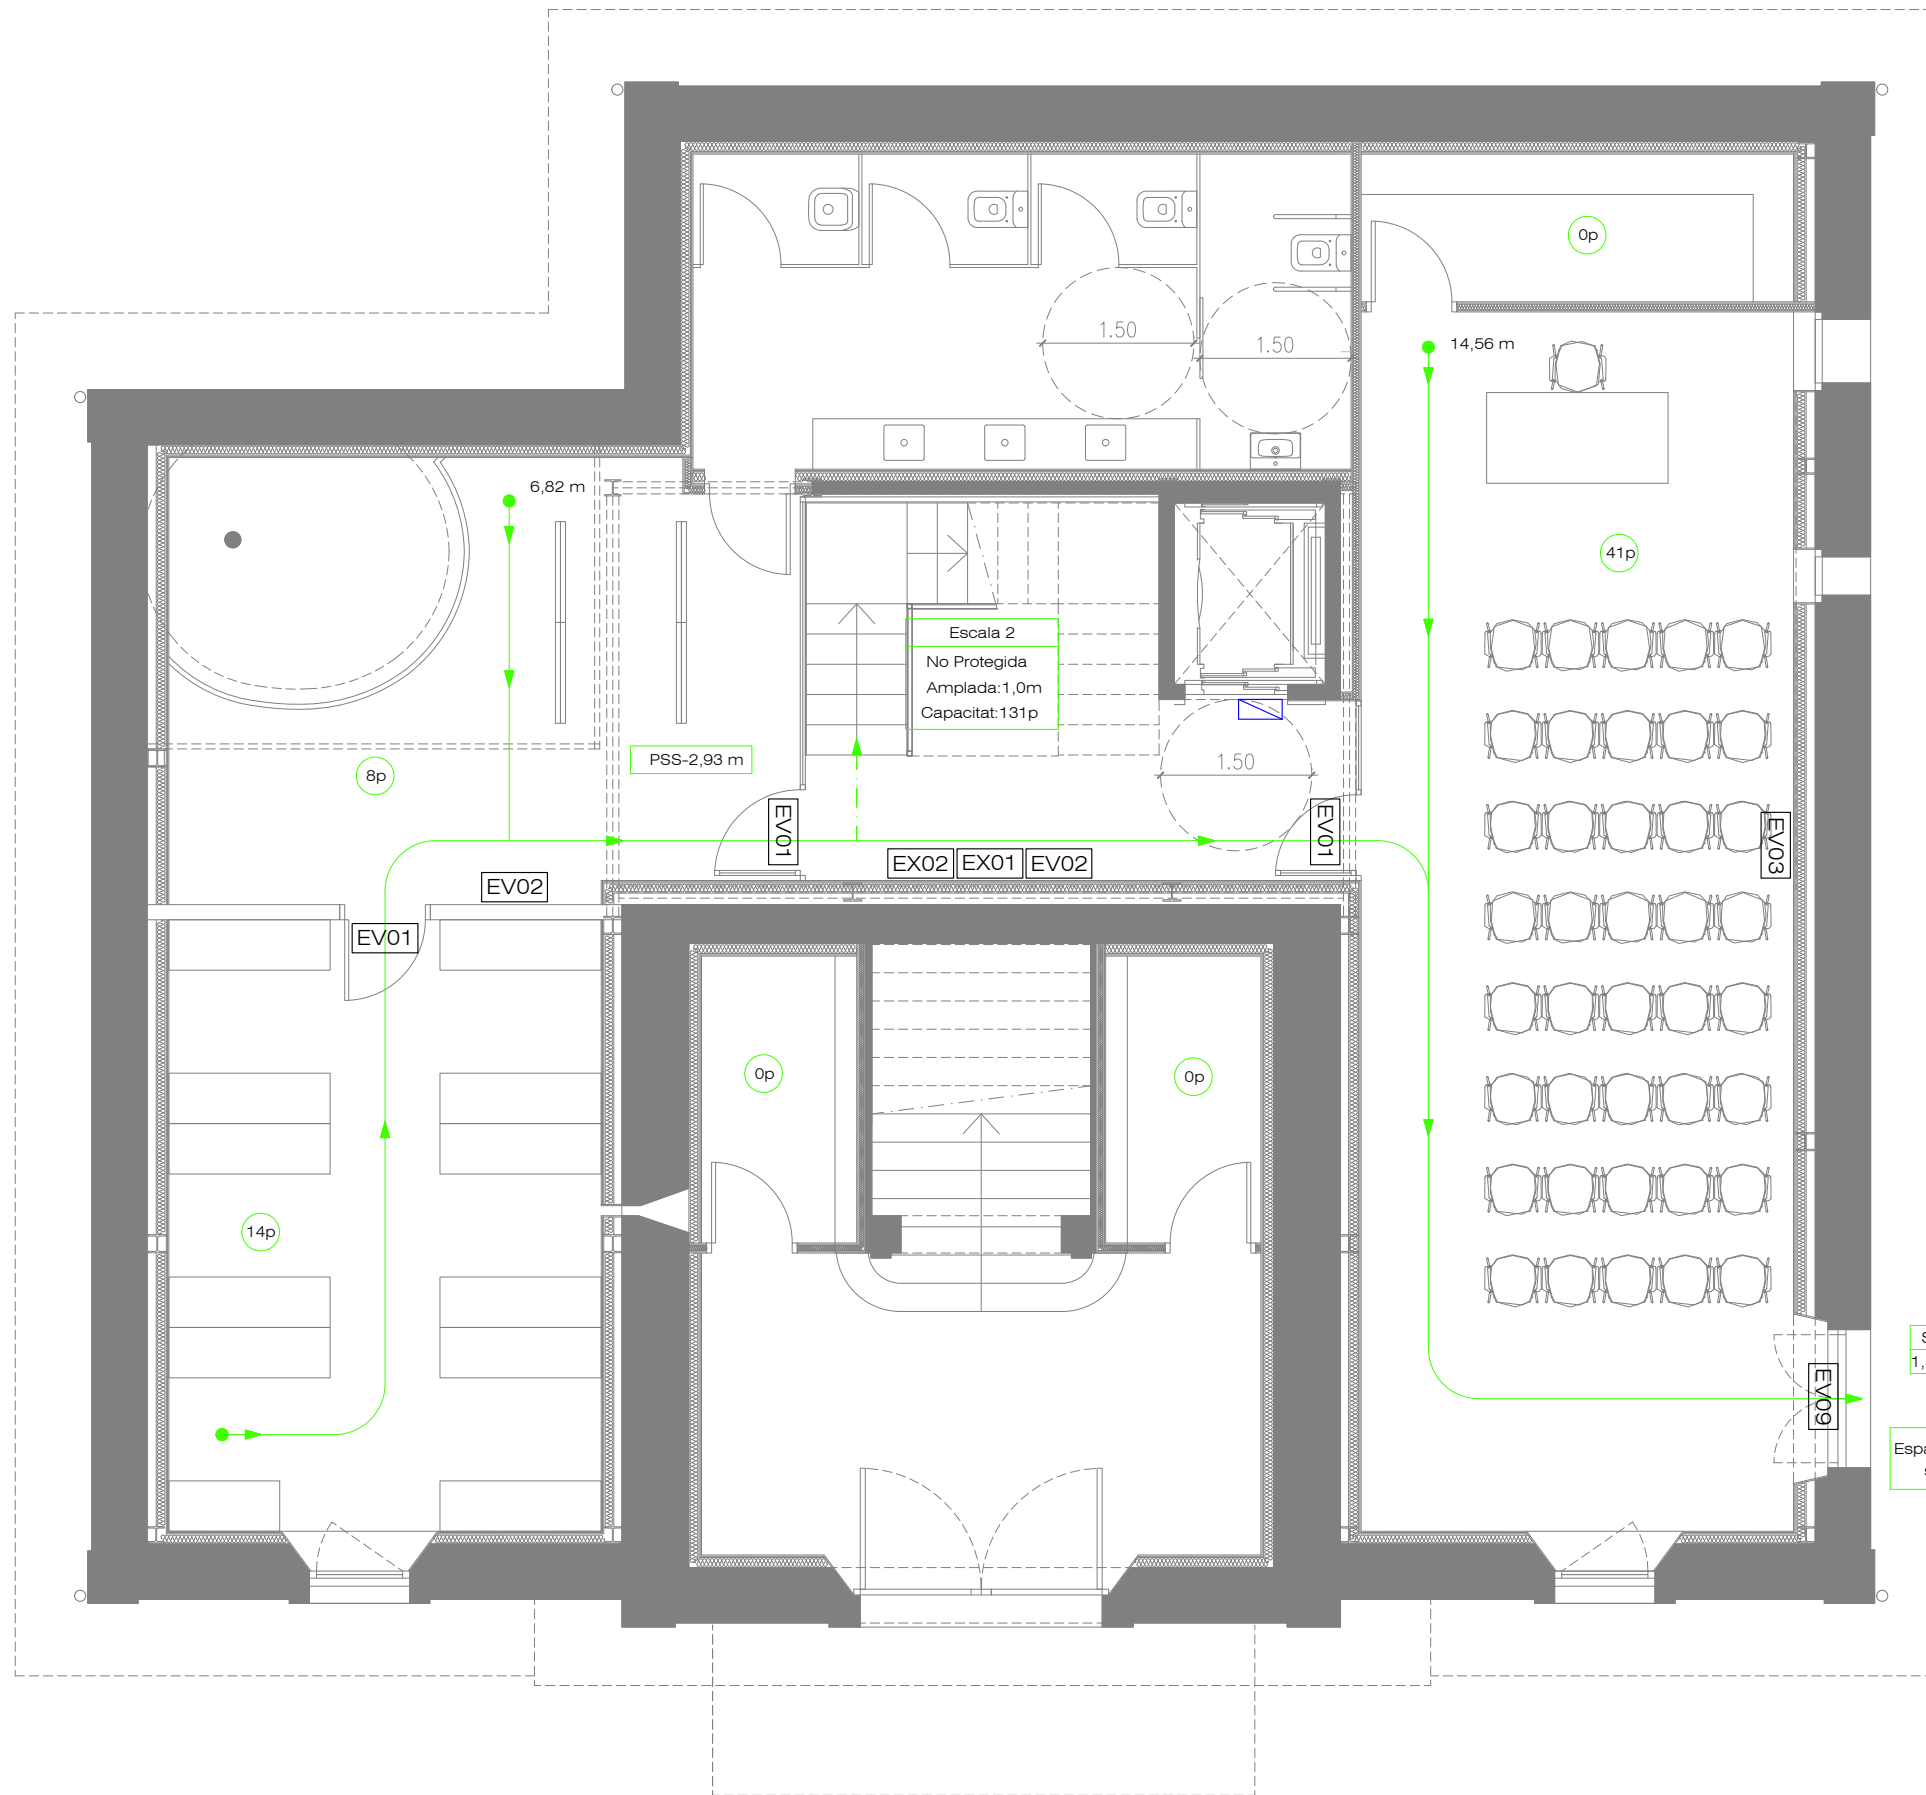 0p
1.50
1.50
14,56 m
6,82 m
41p
Escala 2
No Protegida
Amplada:1,0m
Capacitat:131p
PSS-2,93 m
1.50
8p
EV01
EV01
EV03
EX02
EX01
EV02
EV02
EV01
0p
0p
14p
S
1,
EV09
Espa
s